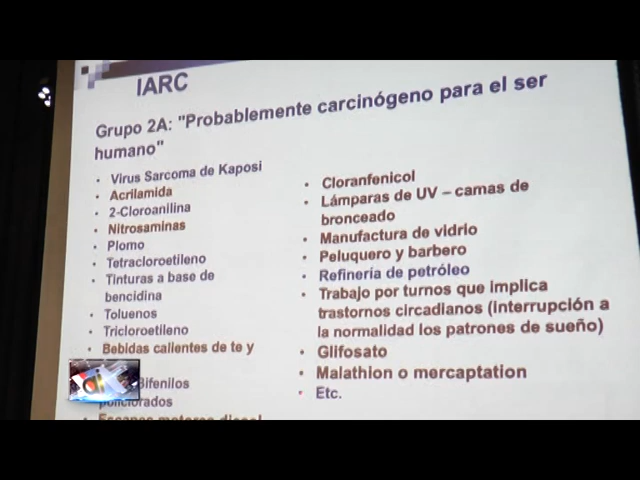 IARC
Grupo 2A: "Probablemente carcinógeno para el ser
humano"
• Virus Sarcoma de Kaposi
• Acrilamida
• 2-Cloroanilina
• Nitrosaminas
• Plomo
• Tetracloroetileno
• Tinturas a base de
bencidina
• Toluenos
• Tricloroetileno
• Bebidas calientes de te y
Bifenilos
policlorados
• Escapes motores diesel
• Cloranfenicol
• Lámparas de UV – camas de
bronceado
• Manufactura de vidrio
• Peluquero y barbero
• Refinería de petróleo
• Trabajo por turnos que implica
trastornos circadianos (interrupción a
la normalidad los patrones de sueño)
• Glifosato
• Malathion o mercaptation
• Etc.